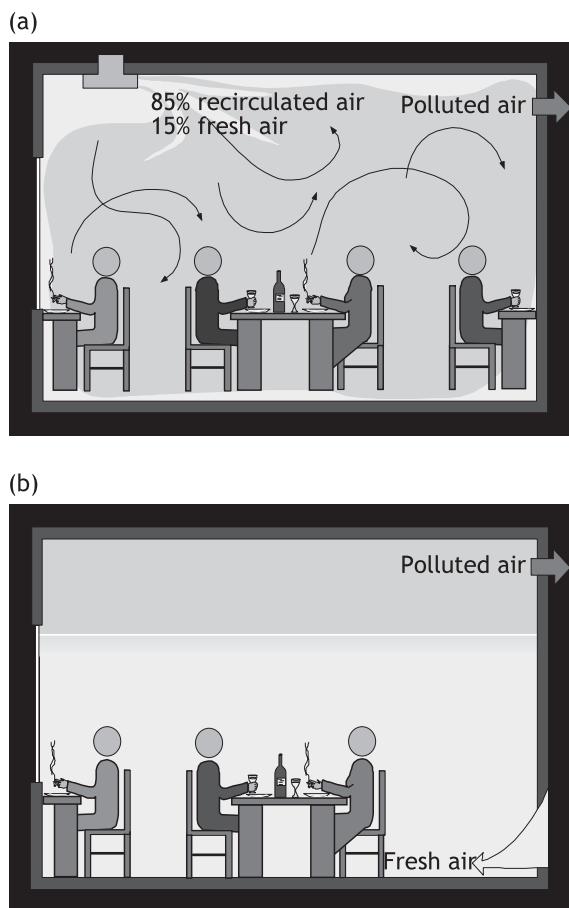 (a)
85% recirculated air
15% fresh air
Polluted air
(b)
Polluted air
Fresh air